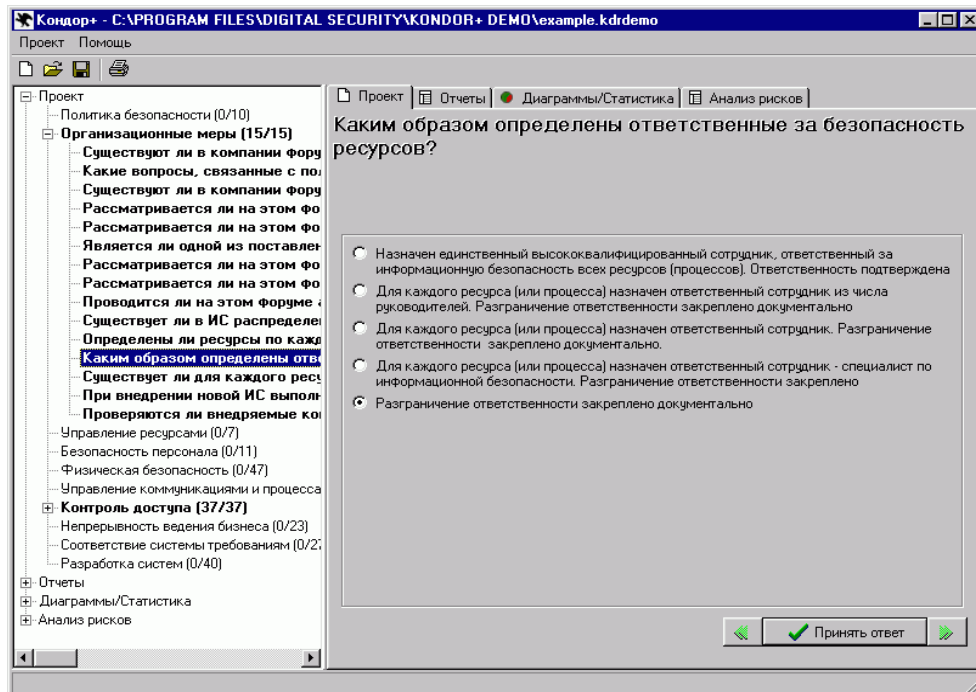 Кондор+ - C:\PROGRAM FILES\DIGITAL SECURITY\KONDOR+ DEMO\example.kdrdemo
Проект Помощь
Проект
Политика безопасности (0/10)
Организационные меры (15/15)
Существуют ли в компании фору
Какие вопросы, связанные с по
Существуют ли в компании фору
Рассматривается ли на этом фо
Рассматривается ли на этом фо
Является ли одной из поставлен
Рассматривается ли на этом фо
Рассматривается ли на этом фо
Проводится ли на этом форуме
Существует ли в ИС распределе
Определены ли ресурсы по кажд
Каким образом определены отве
Существует ли для каждого ресу
При внедрении новой ИС выполн
Проверяются ли внедряемые ко
Управление ресурсами (0/7)
Безопасность персонала (0/11)
Физическая безопасность (0/47)
Управление коммуникациями и процесса
Контроль доступа (37/37)
Непрерывность ведения бизнеса (0/23)
Соответствие системы требованиям (0/2
Разработка систем (0/40)
Отчеты
Диаграммы/Статистика
Анализ рисков
Проект Отчеты Диаграммы/Статистика Анализ рисков
Каким образом определены ответственные за безопасность
ресурсов?
Назначен единственный высококвалифицированный сотрудник, ответственный за
информационную безопасность всех ресурсов (процессов). Ответственность подтверждена
Для каждого ресурса (или процесса) назначен ответственный сотрудник из числа
руководителей. Разграничение ответственности закреплено документально
Для каждого ресурса (или процесса) назначен ответственный сотрудник. Разграничение
ответственности закреплено документально.
Для каждого ресурса (или процесса) назначен ответственный сотрудник - специалист по
информационной безопасности. Разграничение ответственности закреплено
Разграничение ответственности закреплено документально
Принять ответ